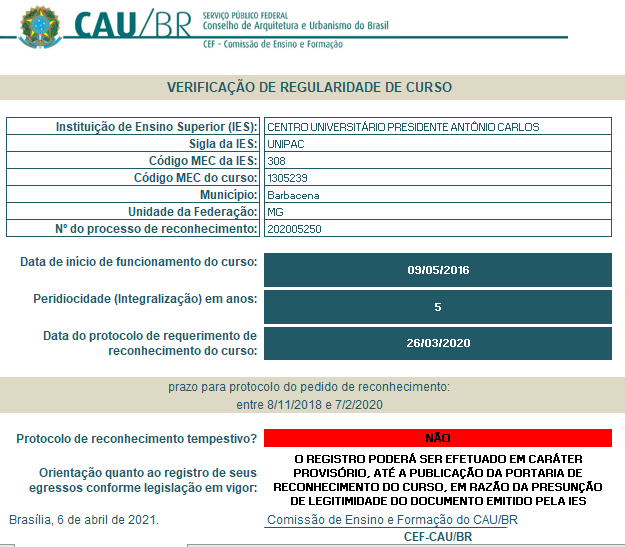 CAU/BR
SERVIÇO PÚBLICO FEDERAL
Conselho de Arquitetura e Urbanismo do Brasil
CEF - Comissão de Ensino e Formação
VERIFICAÇÃO DE REGULARIDADE DE CURSO
Instituição de Ensino Superior (IES): CENTRO UNIVERSITÁRIO PRESIDENTE ANTÔNIO CARLOS
Sigla da IES: UNIPAC
Código MEC da IES: 308
Código MEC do curso: 1305239
Município: Barbacena
Unidade da Federação: MG
Nº do processo de reconhecimento: 202005250
Data de início de funcionamento do curso: 09/05/2016
Peridiocidade (Integralização) em anos: 5
Data do protocolo de requerimento de
reconhecimento do curso: 26/03/2020
prazo para protocolo do pedido de reconhecimento:
entre 8/11/2018 e 7/2/2020
Protocolo de reconhecimento tempestivo? NÃO
Orientação quanto ao registro de seus
egressos conforme legislação em vigor:
O REGISTRO PODERÁ SER EFETUADO EM CARÁTER
PROVISÓRIO, ATÉ A PUBLICAÇÃO DA PORTARIA DE
RECONHECIMENTO DO CURSO, EM RAZÃO DA PRESUNÇÃO
DE LEGITIMIDADE DO DOCUMENTO EMITIDO PELA IES
Brasília, 6 de abril de 2021.
Comissão de Ensino e Formação do CAU/BR
CEF-CAU/BR